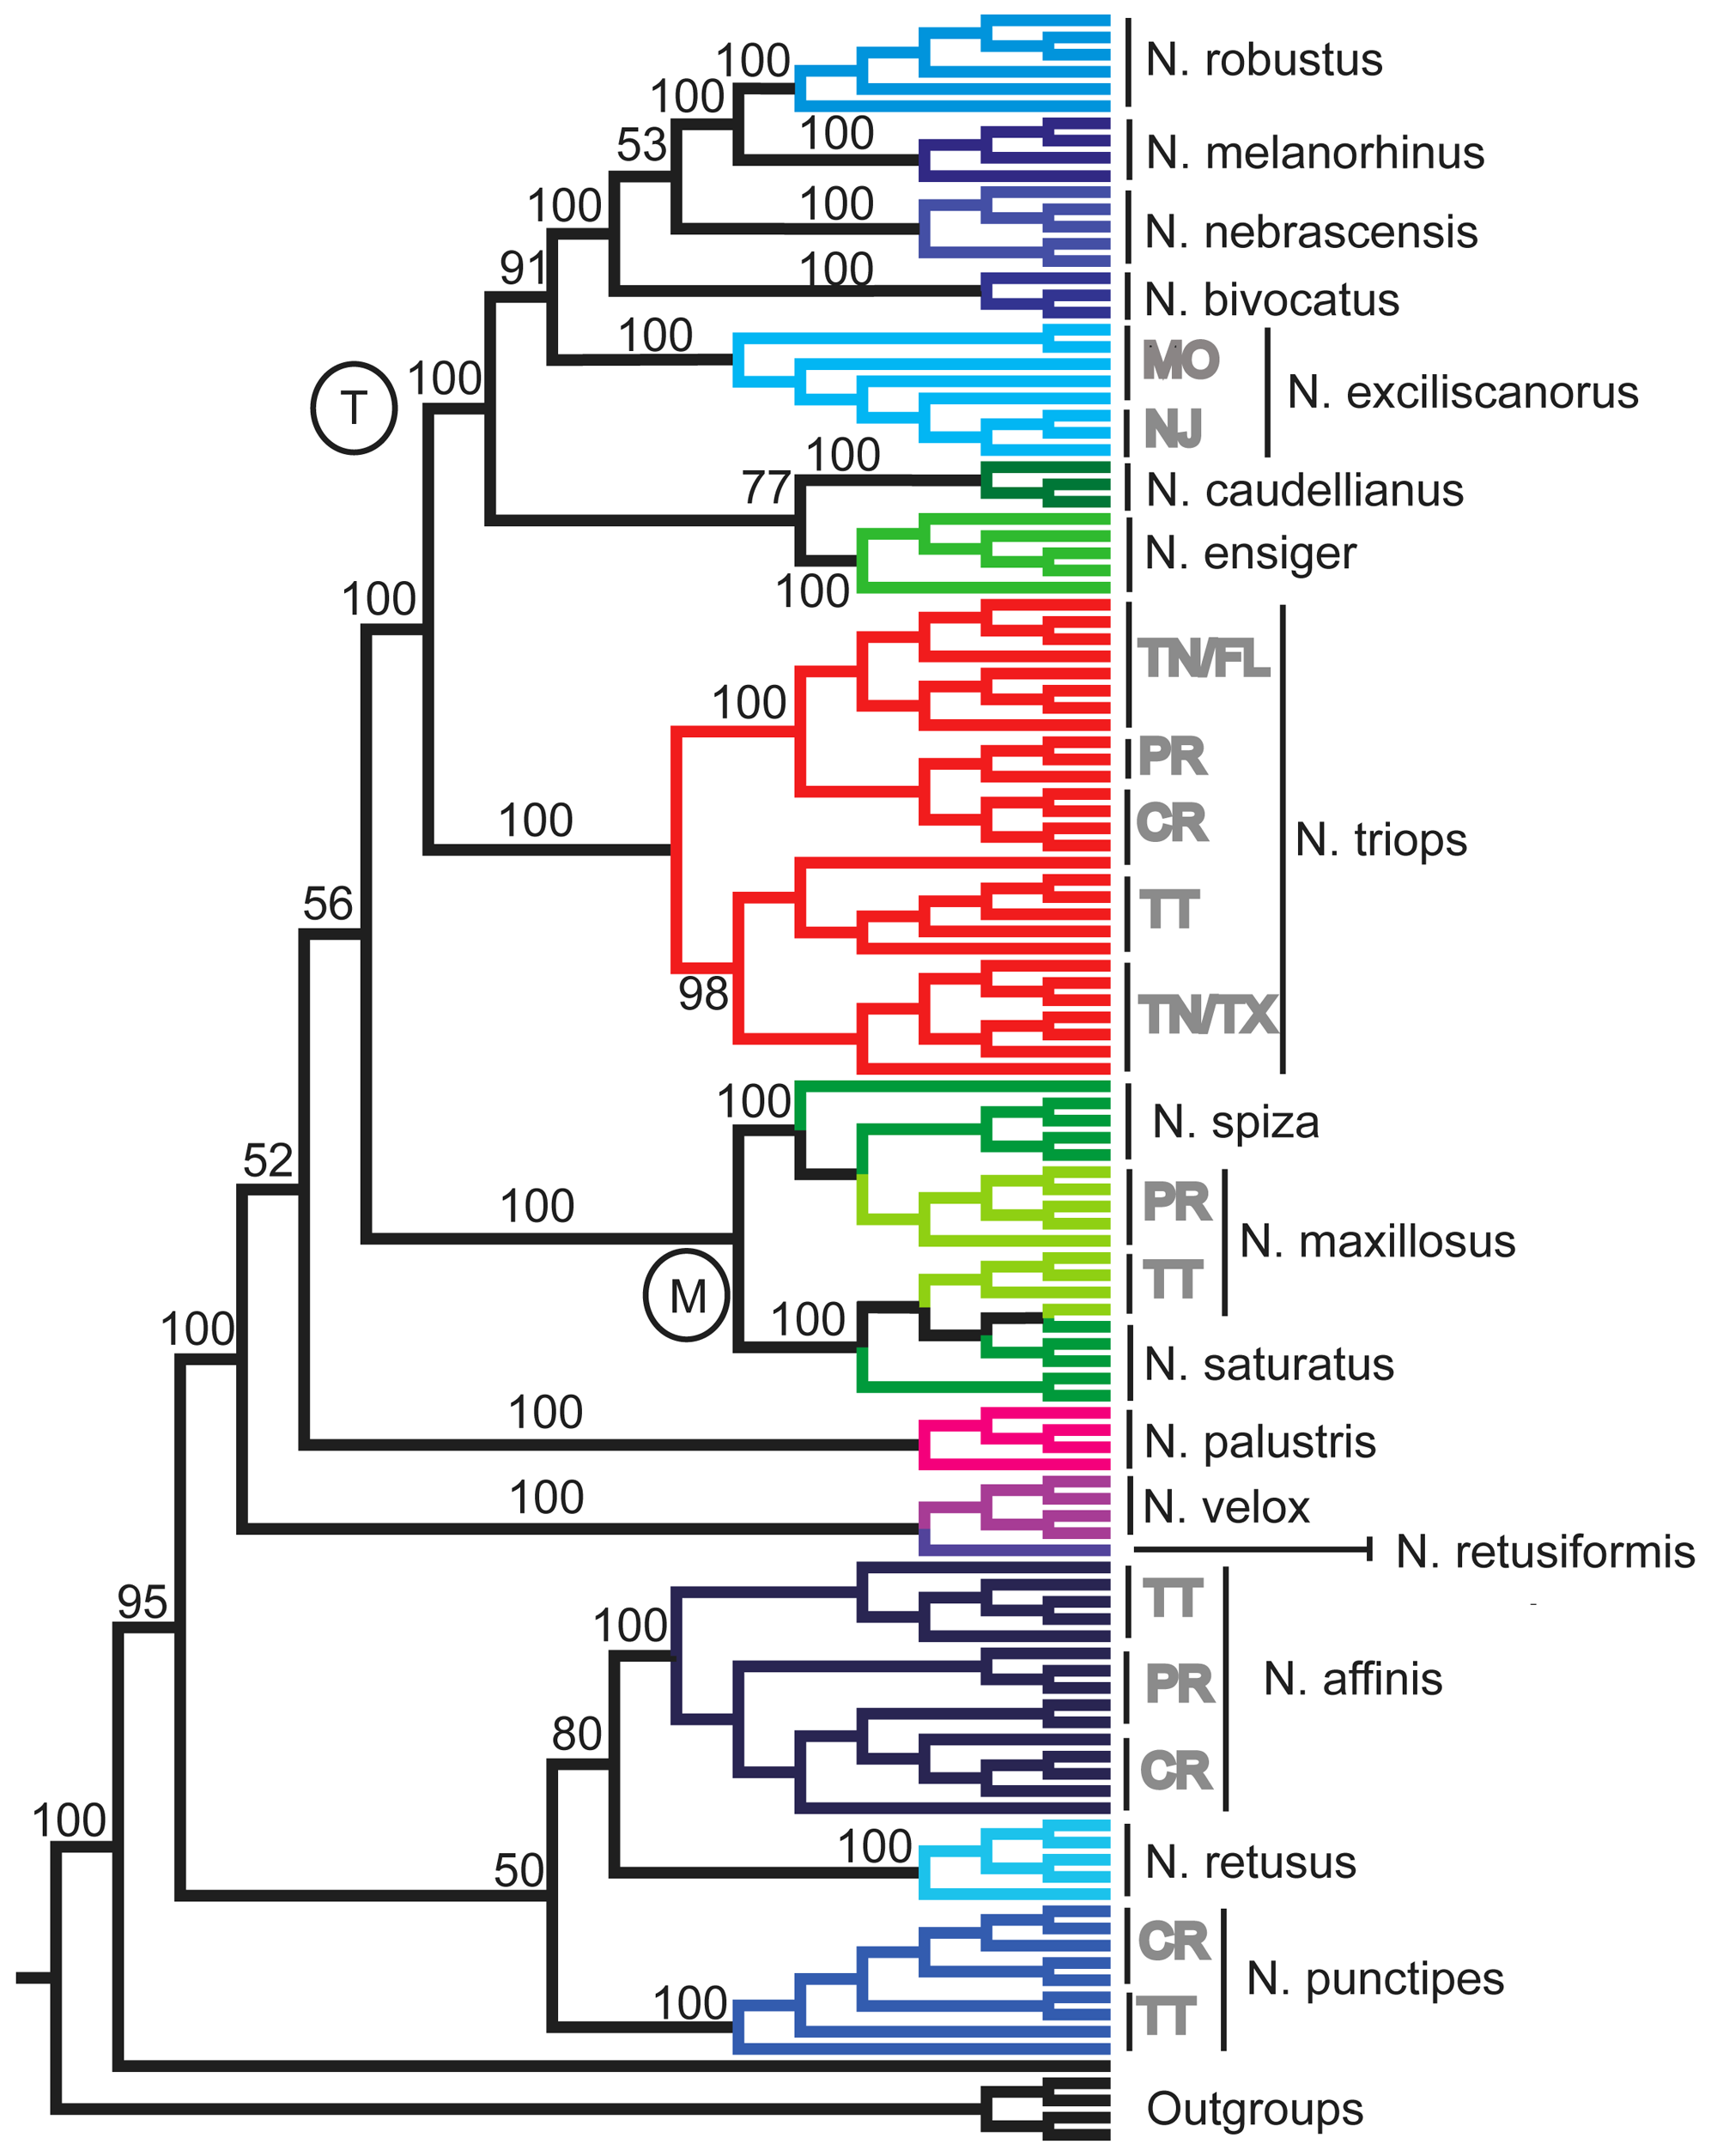 100
N. robustus
100
53
100
N. melanorhinus
100
100
N. nebrascensis
91
100
N. bivocatus
100
MO
T
100
N. exciliscanorus
NJ
100
77
N. caudellianus
N. ensiger
100
100
TN/FL
100
PR
100
CR
N. triops
56
TT
98
TN/TX
100
N. spiza
52
100
PR
N. maxillosus
M
TT
100
100
N. saturatus
100
N. palustris
100
N. velox
N. retusiformis
95
TT
100
PR
N. affinis
80
CR
100
100
50
N. retusus
CR
N. punctipes
100
TT
Outgroups